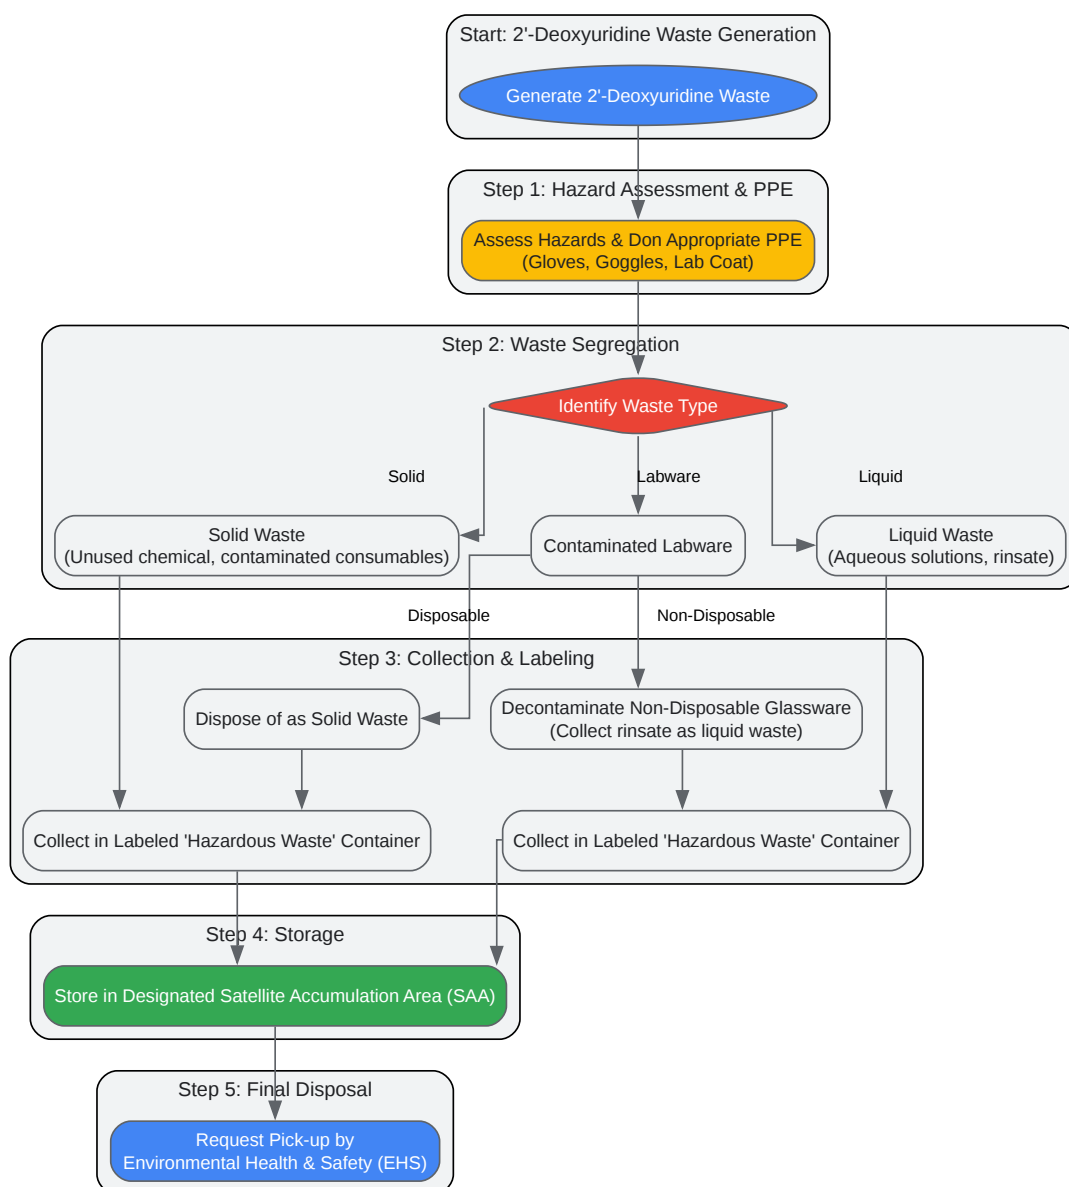 Start: 2'-Deoxyuridine Waste Generation
Generate 2'-Deoxyuridine Waste
Step 1: Hazard Assessment & PPE
Assess Hazards & Don Appropriate PPE
(Gloves, Goggles, Lab Coat)
Step 2: Waste Segregation
Identify Waste Type
Solid
Labware
Liquid
Solid Waste
(Unused chemical, contaminated consumables)
Contaminated Labware
Liquid Waste
(Aqueous solutions, rinsate)
Disposable
Non-Disposable
Step 3: Collection & Labeling
Dispose of as Solid Waste
Decontaminate Non-Disposable Glassware
(Collect rinsate as liquid waste)
Collect in Labeled 'Hazardous Waste' Container
Collect in Labeled 'Hazardous Waste' Container
Step 4: Storage
Store in Designated Satellite Accumulation Area (SAA)
Step 5: Final Disposal
Request Pick-up by
Environmental Health & Safety (EHS)